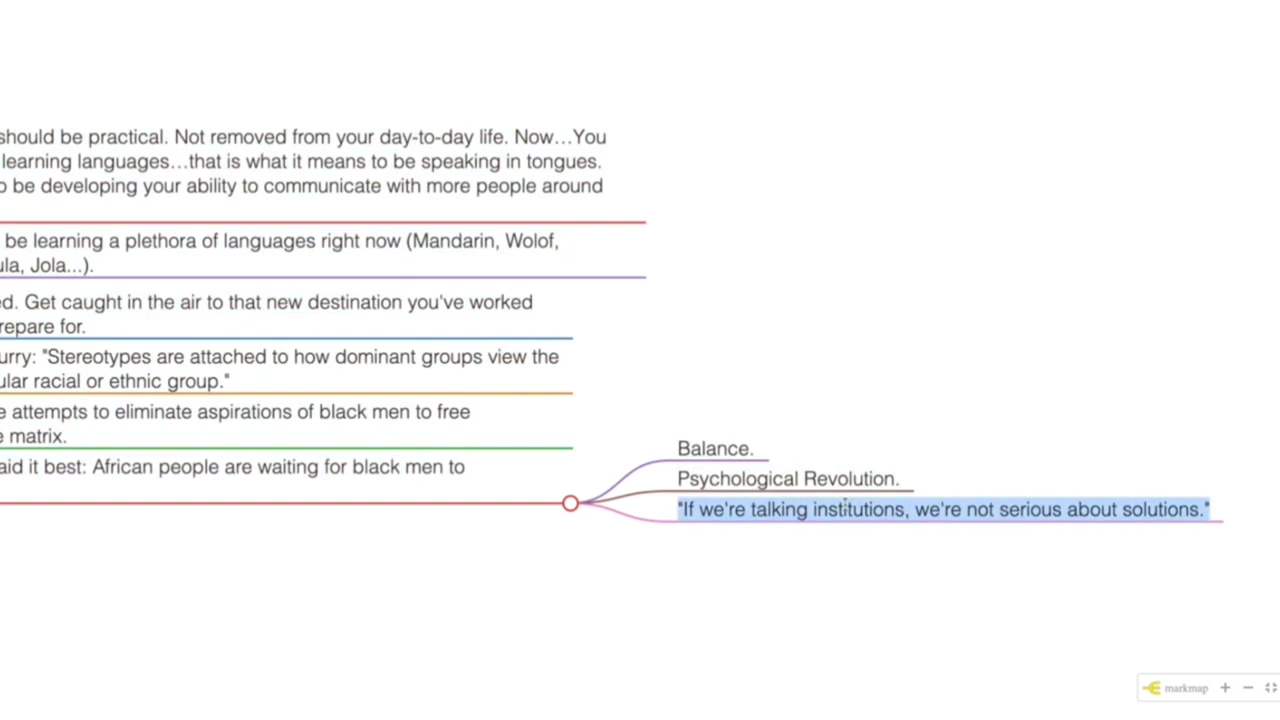 should be practical. Not removed from your day-to-day life. Now…You
learning languages…that is what it means to be speaking in tongues.
be developing your ability to communicate with more people around
be learning a plethora of languages right now (Mandarin, Wolof,
ula, Jola...).
ed. Get caught in the air to that new destination you've worked
repare for.
urry: "Stereotypes are attached to how dominant groups view the
ular racial or ethnic group."
e attempts to eliminate aspirations of black men to free
e matrix.
aid it best: African people are waiting for black men to
Balance.
Psychological Revolution.
"If we're talking institutions, we're not serious about solutions."
markmap